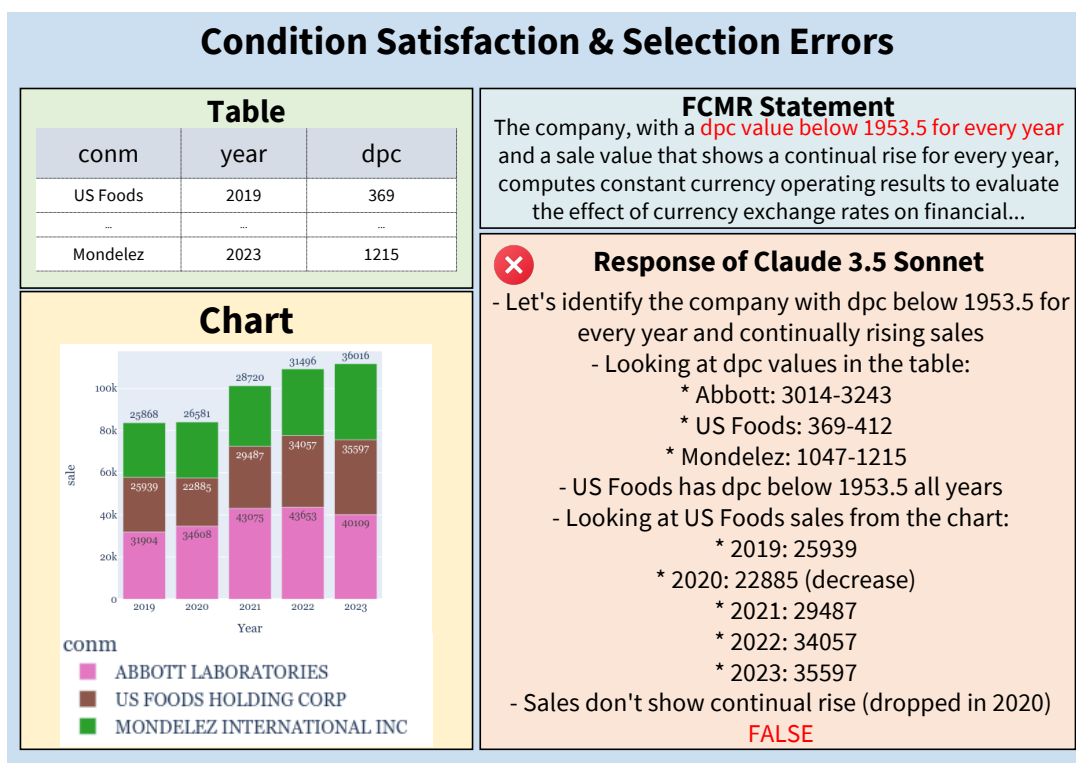 Condition Satisfaction & Selection Errors
Table
conm year dpc
US Foods 2019 369
... ... ...
Mondelez 2023 1215
Chart
36016
31496
28720
100k
25868 26581
80k
34057 35597
29487
sale
60k
25939 22885
40k
43075 43653 40109
34608
31904
20k
0
2019 2020 2021 2022 2023
Year
conm
ABBOTT LABORATORIES
US FOODS HOLDING CORP
MONDELEZ INTERNATIONAL INC
FCMR Statement
The company, with a dpc value below 1953.5 for every year
and a sale value that shows a continual rise for every year,
computes constant currency operating results to evaluate
the effect of currency exchange rates on financial...
Response of Claude 3.5 Sonnet
- Let's identify the company with dpc below 1953.5 for
every year and continually rising sales
- Looking at dpc values in the table:
* Abbott: 3014-3243
* US Foods: 369-412
* Mondelez: 1047-1215
- US Foods has dpc below 1953.5 all years
- Looking at US Foods sales from the chart:
* 2019: 25939
* 2020: 22885 (decrease)
* 2021: 29487
* 2022: 34057
* 2023: 35597
- Sales don't show continual rise (dropped in 2020)
FALSE